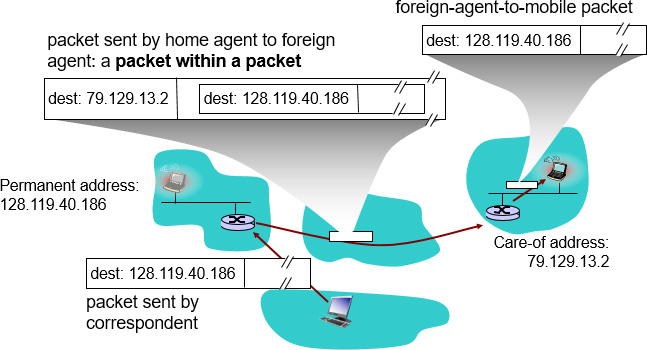 foreign-agent-to-mobile packet
dest: 128.119.40.186
packet sent by home agent to foreign
agent: a packet within a packet
dest: 79.129.13.2
dest: 128.119.40.186
Permanent address:
128.119.40.186
Care-of address:
79.129.13.2
dest: 128.119.40.186
packet sent by
correspondent